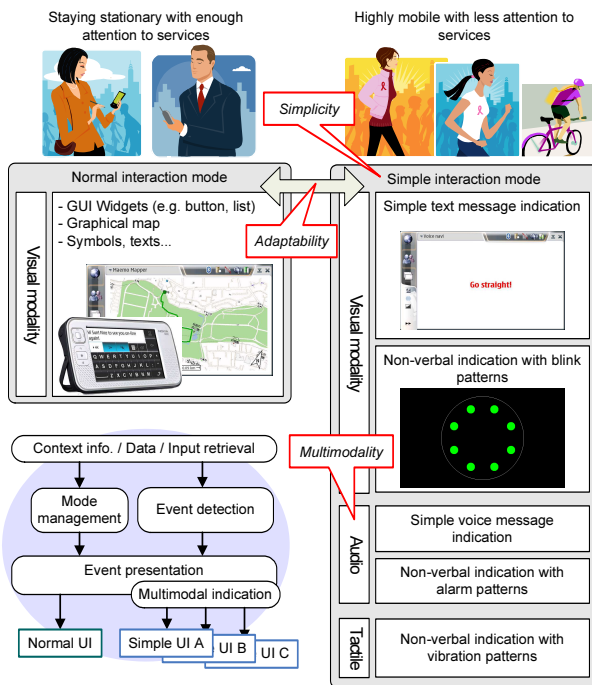 Staying stationary with enough
attention to services
Highly mobile with less attention to
services
Simplicity
Normal interaction mode
Simple interaction mode
Adaptability
Visual modality
- GUI Widgets (e.g. button, list)
- Graphical map
- Symbols, texts...
Maemo Mapper
Visual modality
Simple text message indication
Go straight!
Non-verbal indication with blink
patterns
Multimodality
Audio
Simple voice message
indication
Non-verbal indication with
alarm patterns
Tactile
Non-verbal indication with
vibration patterns
Context info. / Data / Input retrieval
Mode
management
Event detection
Event presentation
Multimodal indication
Normal UI
Simple UI A
UI B
UI C